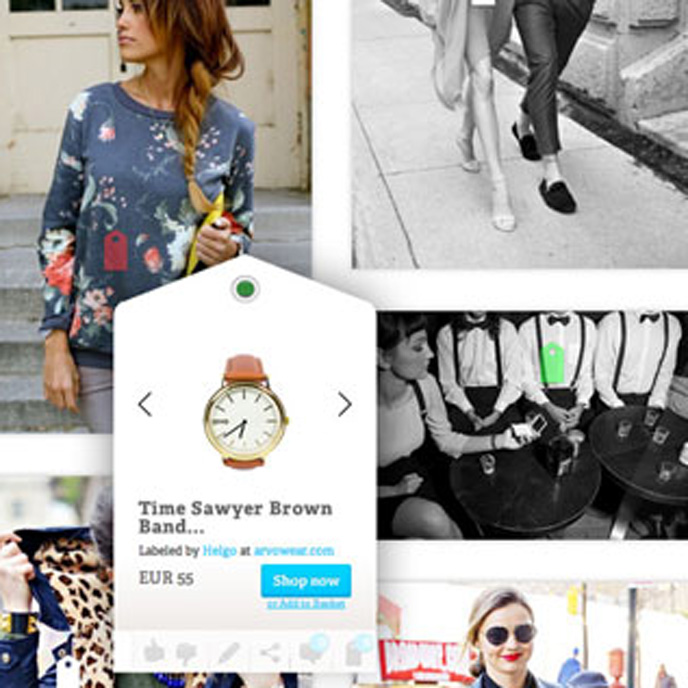 Time Sawyer Brown
Band...
Labeled by Helgo at arvowear.com
EUR 55
Shop now
or Add to Basket